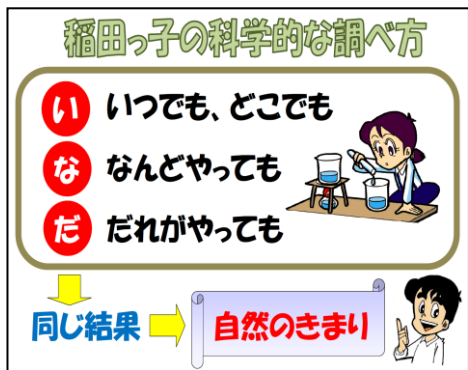 稲田っ子の科学的な調べ方
い いつでも、どこでも
な なんどやっても
だ だれがやっても
同じ結果
自然のきまり